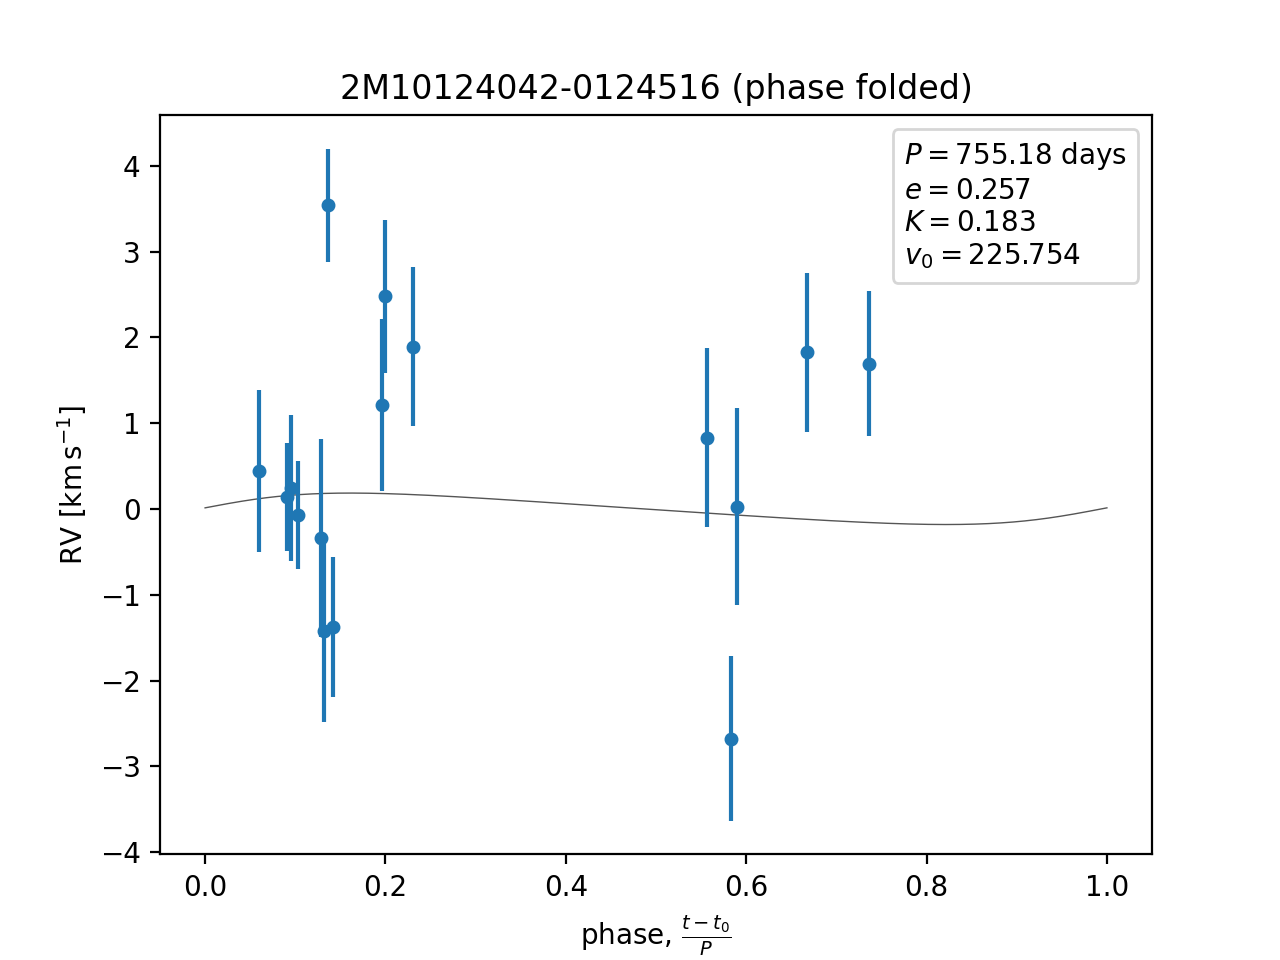 2M10124042-0124516 (phase folded)
P = 755.18 days
e = 0.257
K = 0.183
v₀ = 225.754
4
3
2
1
0
−1
−2
−3
−4
RV [km s⁻¹]
0.0 0.2 0.4 0.6 0.8 1.0
phase, (t − t₀)/P